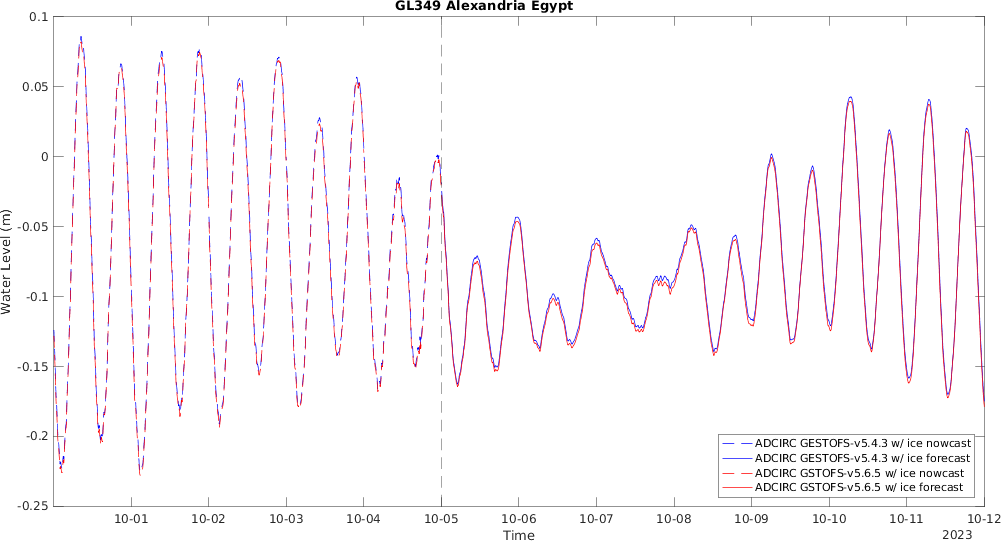 GL349 Alexandria Egypt
0.1
0.05
0
-0.05
-0.1
-0.15
-0.2
-0.25
Water Level (m)
ADCIRC GESTOFS-v5.4.3 w/ ice nowcast
ADCIRC GESTOFS-v5.4.3 w/ ice forecast
ADCIRC GSTOFS-v5.6.5 w/ ice nowcast
ADCIRC GSTOFS-v5.6.5 w/ ice forecast
10-01 10-02 10-03 10-04 10-05 10-06 10-07 10-08 10-09 10-10 10-11 10-12
Time
2023